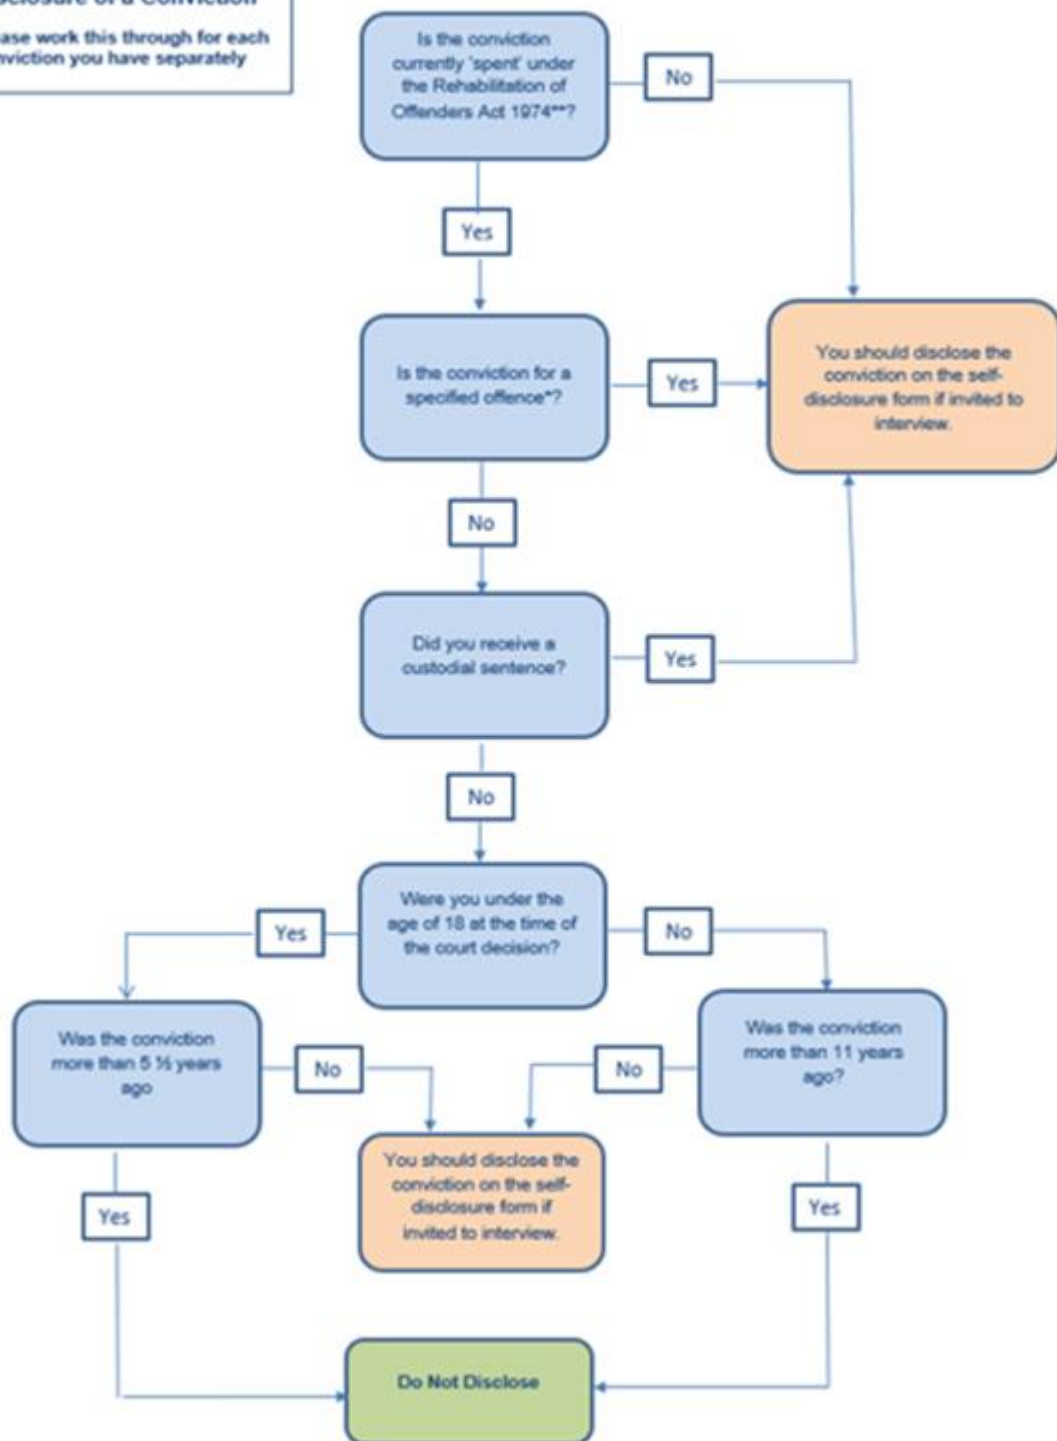 of a Conviction
work this through for each
you have separately
Is the conviction
currently 'spent' under
the Rehabilitation of
Offenders Act 1974**?
No
Yes
Is the conviction for a
specified offence*?
Yes
You should disclose the
conviction on the self-
disclosure form if invited to
interview.
No
Did you receive a
custodial sentence?
Yes
No
Were you under the
age of 18 at the time of
the court decision?
Yes
No
Was the conviction
more than 5 ½ years
ago
No
Was the conviction
more than 11 years
ago?
No
You should disclose the
conviction on the self-
disclosure form if
invited to interview.
Yes
Yes
Do Not Disclose